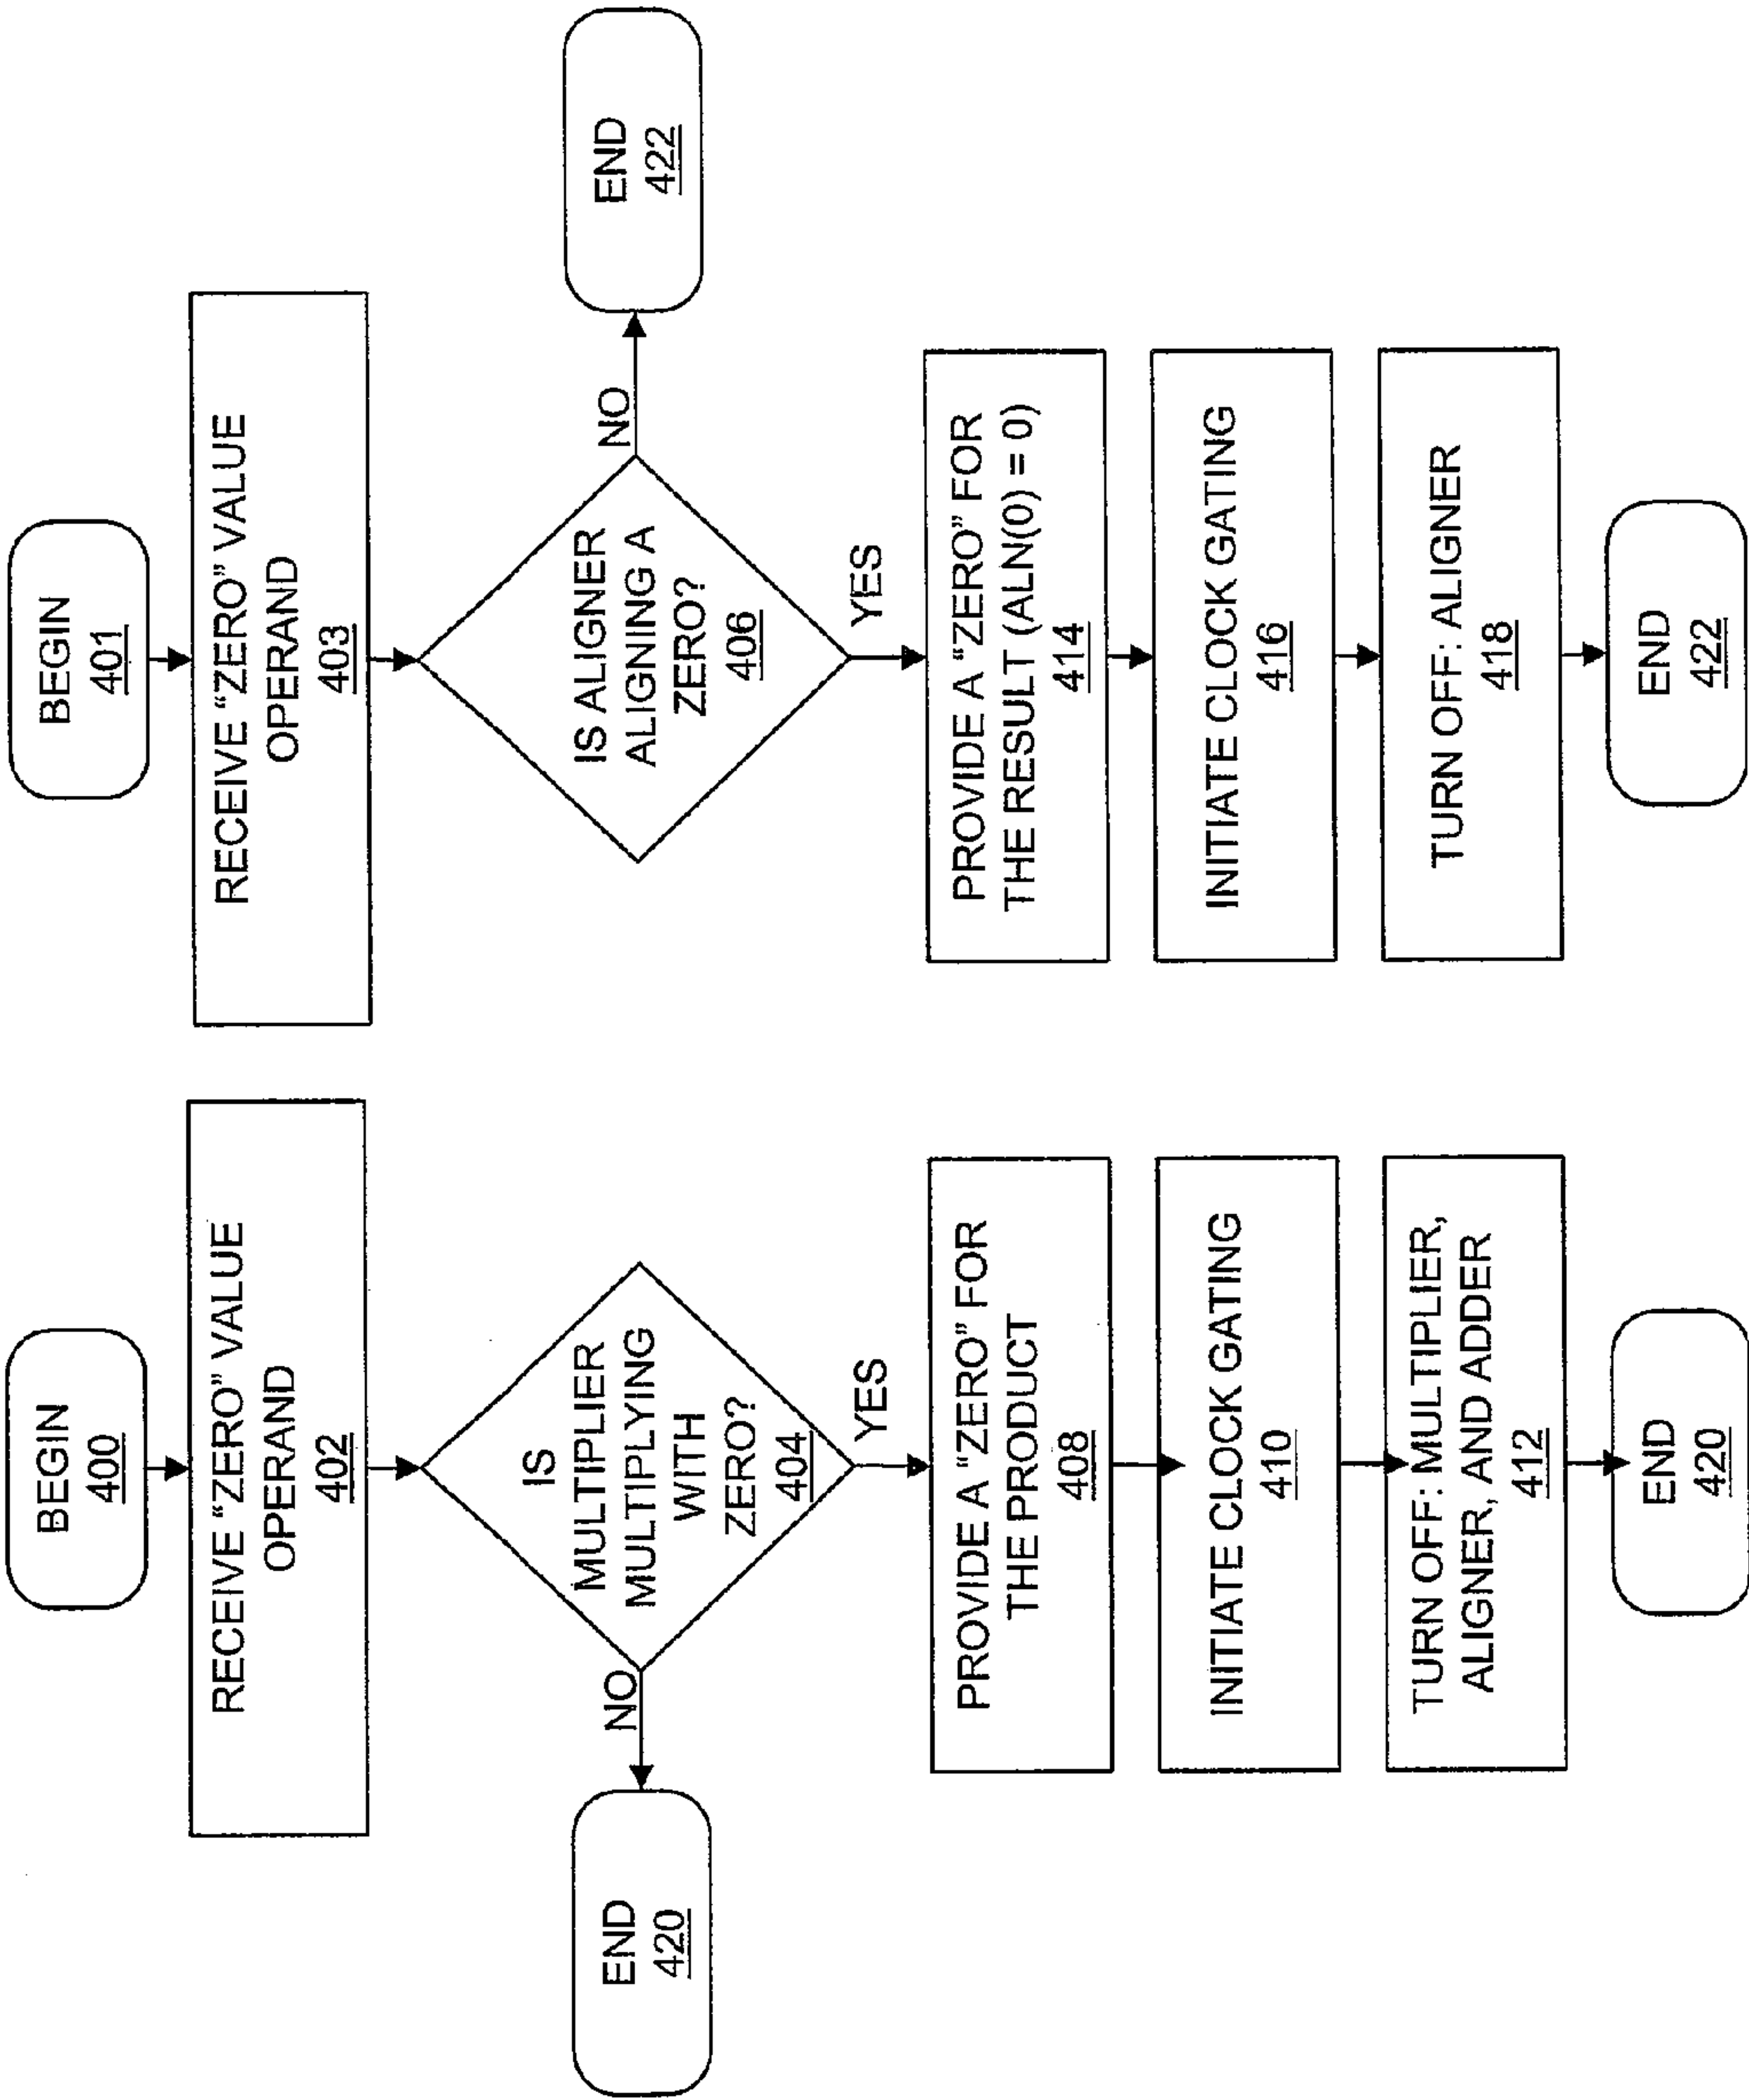 BEGIN
400
RECEIVE “ZERO” VALUE
OPERAND
402
IS
MULTIPLIER
MULTIPLYING
WITH
ZERO?
404
NO
END
420
YES
PROVIDE A “ZERO” FOR
THE PRODUCT
408
INITIATE CLOCK GATING
410
TURN OFF: MULTIPLIER,
ALIGNER, AND ADDER
412
END
420
BEGIN
401
RECEIVE “ZERO” VALUE
OPERAND
403
IS ALIGNER
ALIGNING A
ZERO?
406
NO
END
422
YES
PROVIDE A “ZERO” FOR
THE RESULT (ALN(0) = 0)
414
INITIATE CLOCK GATING
416
TURN OFF: ALIGNER
418
END
422